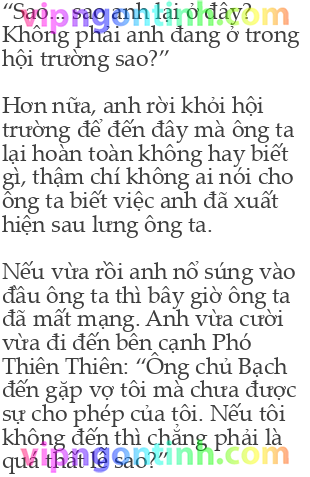 “Sao... sao anh lại ở đây?
vipngontinh.com
Không phải anh đang ở trong
hội trường sao?”
Hơn nữa, anh rời khỏi hội
trường để đến đây mà ông ta
lại hoàn toàn không hay biết
gì, thậm chí không ai nói cho
ông ta biết việc anh đã xuất
hiện sau lưng ông ta.
Nếu vừa rồi anh nổ súng vào
đầu ông ta thì bây giờ ông ta
đã mất mạng. Anh vừa cười
vừa đi đến bên cạnh Phó
Thiên Thiên: “Ông chủ Bạch
đến gặp vợ tôi mà chưa được
sự cho phép của tôi. Nếu tôi
không đến thì chẳng phải là
vipngontinh.com
quá thất lễ sao?”